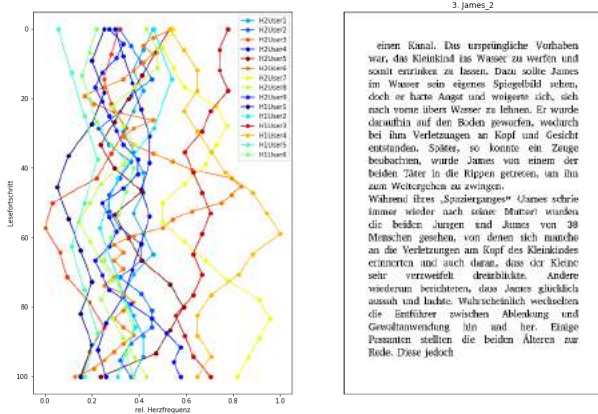 3. James_2
H2User1
H2User2
H2User3
H2User4
H2User5
H2User6
H2User7
H2User8
H2User9
H1User1
H1User2
H1User3
H1User4
H1User5
H1User6
0
20
40
60
80
100
Lesefortschritt
0.0 0.2 0.4 0.6 0.8 1.0
rel. Herzfrequenz
einen Kanal. Das ursprüngliche Vorhaben
war, das Kleinkind ins Wasser zu werfen und
somit ertrinken zu lassen. Dazu sollte James
im Wasser sein eigenes Spiegelbild sehen,
doch er hatte Angst und weigerte sich, sich
nach vorne übers Wasser zu lehnen. Er wurde
daraufhin auf den Boden geworfen, wodurch
bei ihm Verletzungen an Kopf und Gesicht
entstanden. Später, so konnte ein Zeuge
beobachten, wurde James von einem der
beiden Täter in die Rippen getreten, um ihn
zum Weitergehen zu zwingen.
Während ihres „Spazierganges“ (James schrie
immer wieder nach seiner Mutter) wurden
die beiden Jungen und James von 38
Menschen gesehen, von denen sich manche
an die Verletzungen am Kopf des Kleinkindes
erinnerten und auch daran, dass der Kleine
sehr verzweifelt dreinblickte. Andere
wiederum berichteten, dass James glücklich
aussah und lachte. Wahrscheinlich wechselten
die Entführer zwischen Ablenkung und
Gewaltanwendung hin und her. Einige
Passanten stellten die beiden Älteren zur
Rede. Diese jedoch